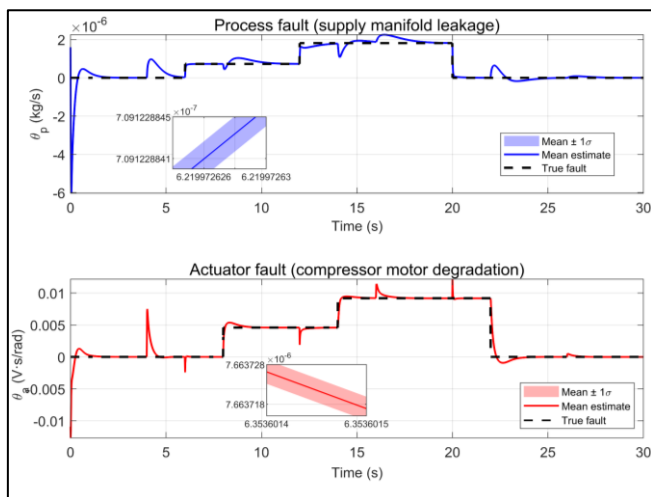 Process fault (supply manifold leakage)
×10⁻⁶
2
0
-2
-4
-6
θp (kg/s)
×10⁻⁷
7.0912288845
7.091228841
6.219972626 6.219997263
Mean ± 1σ
Mean estimate
True fault
0 5 10 15 20 25 30
Time (s)
Actuator fault (compressor motor degradation)
0.01
0.005
0
-0.005
-0.01
θa (V·s/rad)
×10⁻⁶
7.663728
7.663718
6.3536014 6.3536015
Mean ± 1σ
Mean estimate
True fault
0 5 10 15 20 25 30
Time (s)